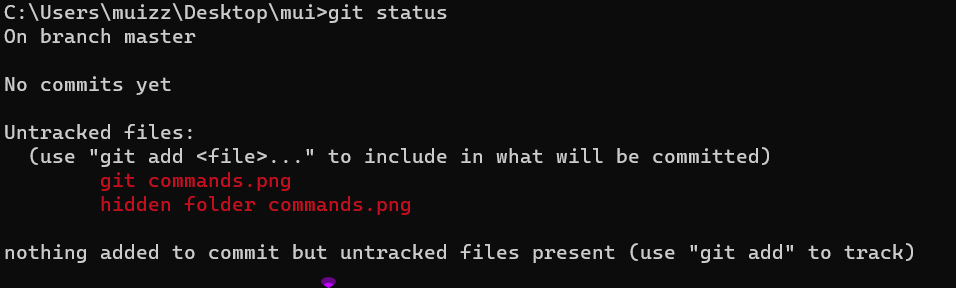 C:\Users\muizz\Desktop\mui>git status
On branch master
No commits yet
Untracked files:
(use "git add <file>..." to include in what will be committed)
git commands.png
hidden folder commands.png
nothing added to commit but untracked files present (use "git add" to track)